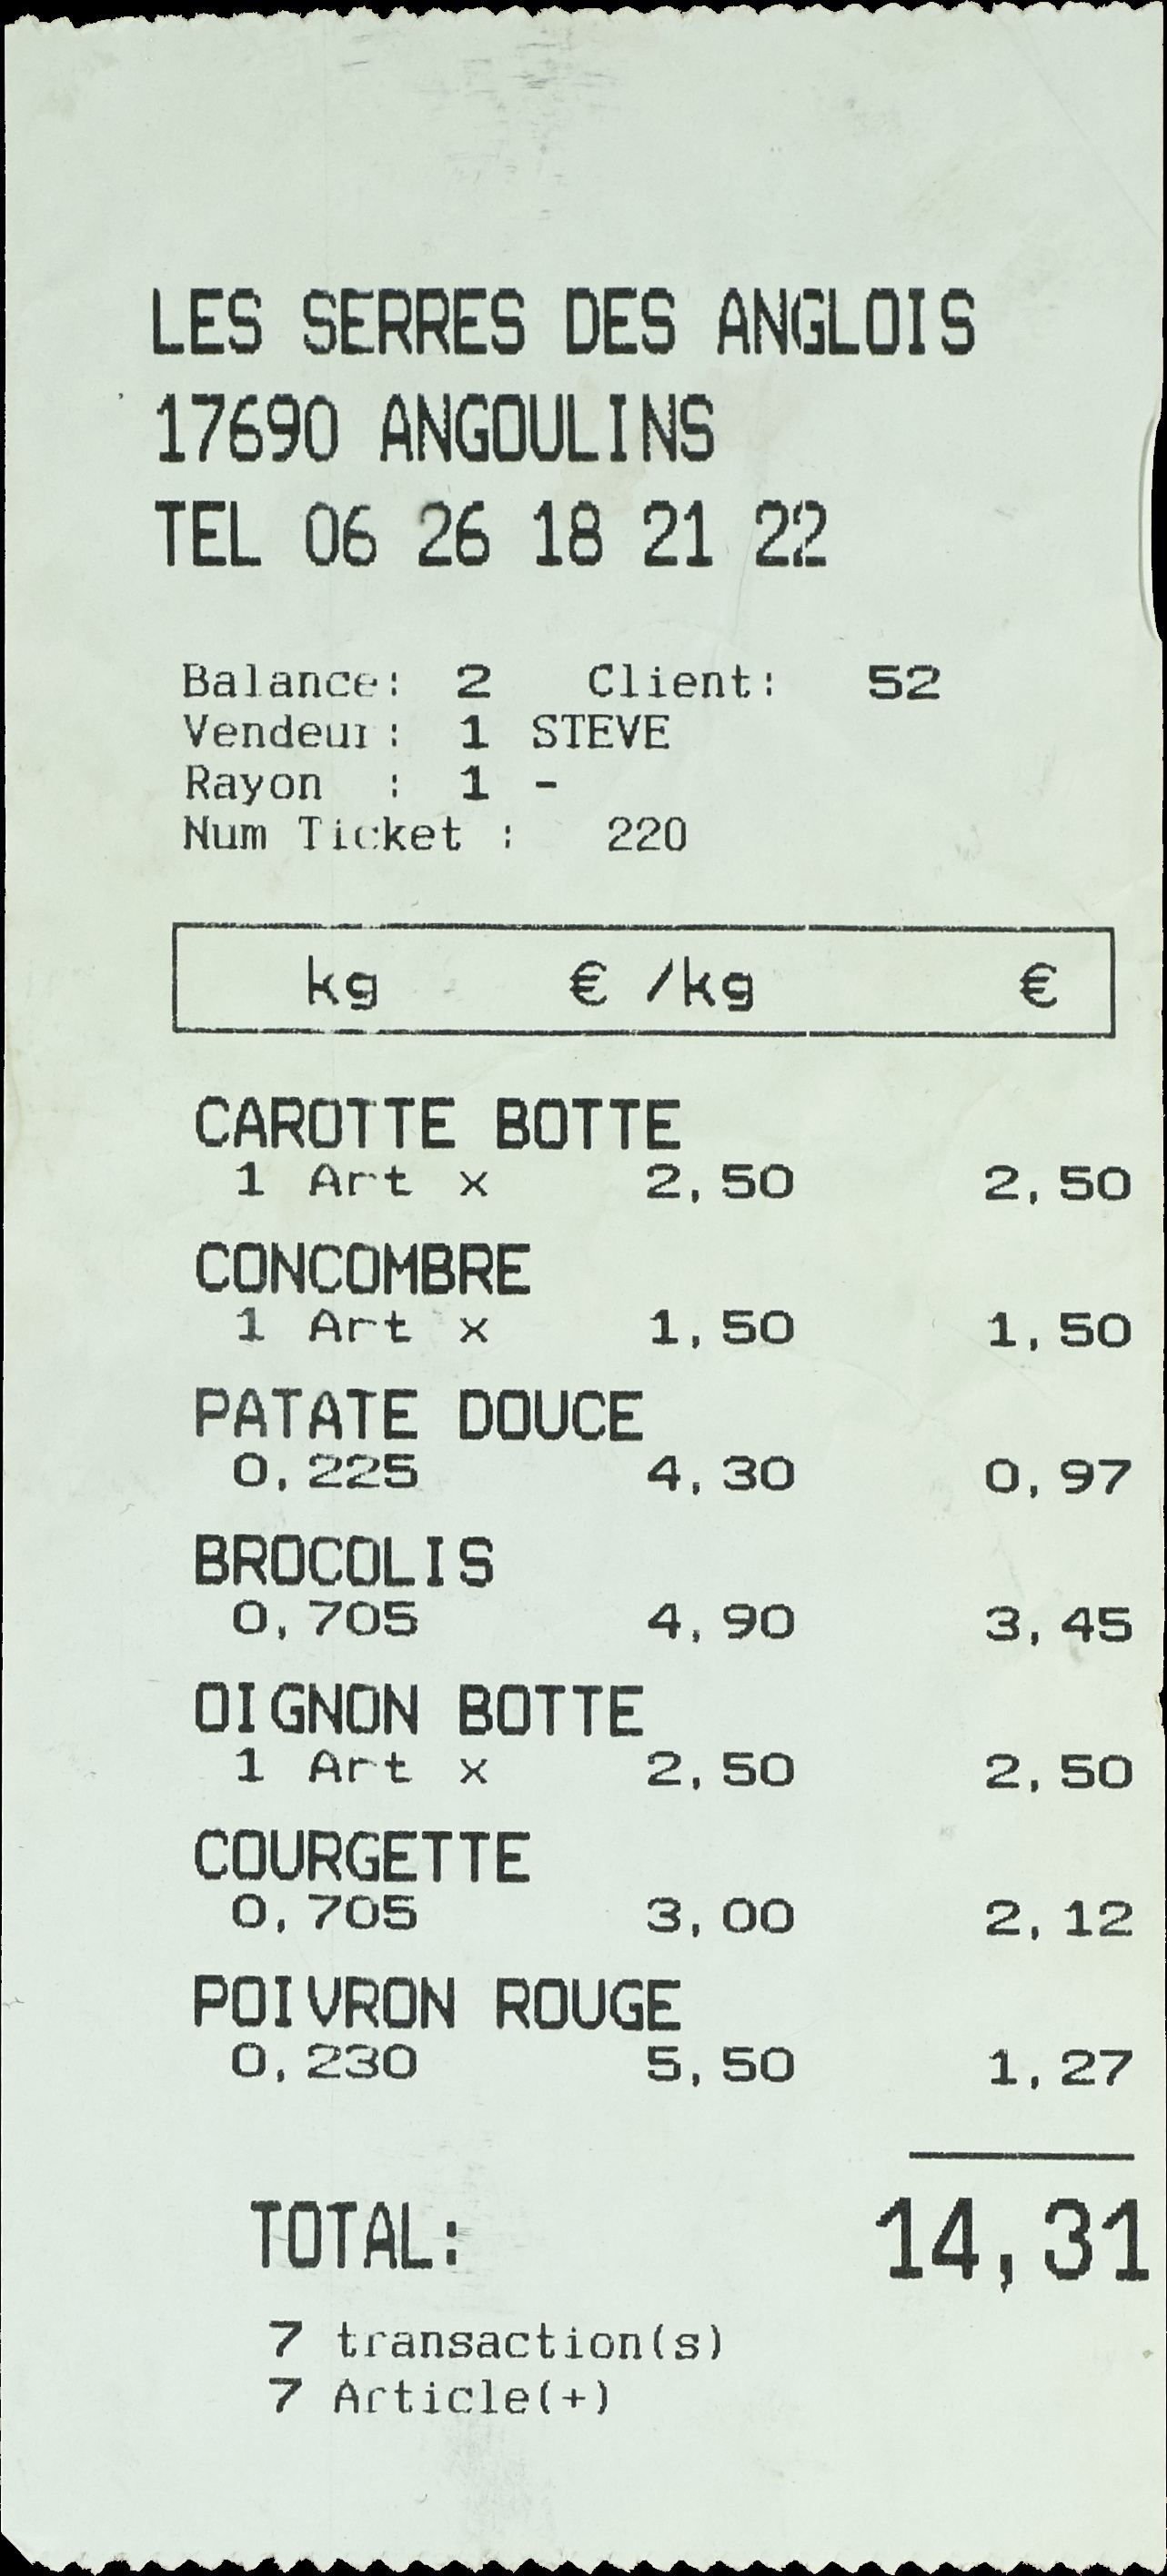 LES SERRES DES ANGLOIS
17690 ANGOULINS
TEL 06 26 18 21 22
Balance: 2 Client: 52
Vendeur: 1 STEVE
Rayon : 1 -
Num Ticket : 220
kg € /kg €
CAROTTE BOTTE
1 Art x 2,50 2,50
CONCOMBRE
1 Art x 1,50 1,50
PATATE DOUCE
0,225 4,30 0,97
BROCOLIS
0,705 4,90 3,45
OIGNON BOTTE
1 Art x 2,50 2,50
COURGETTE
0,705 3,00 2,12
POIVRON ROUGE
0,230 5,50 1,27
TOTAL: 14,31
7 transaction(s)
7 Article(+)